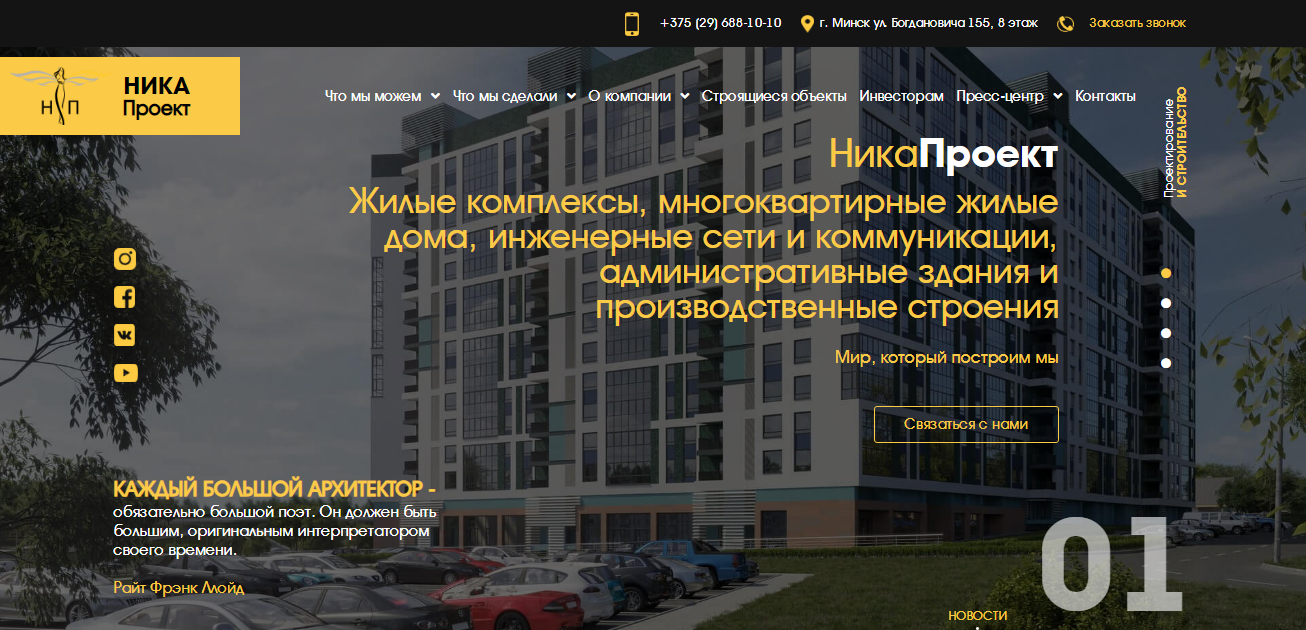 +375 (29) 688-10-10
г. Минск ул. Богдановича 155, 8 этаж
Заказать звонок
НП
НИКА
Проект
Что мы можем
Что мы сделали
О компании
Строящиеся объекты
Инвесторам
Пресс-центр
Контакты
Проектирование
И СТРОИТЕЛЬСТВО
НикаПроект
Жилые комплексы, многоквартирные жилые
дома, инженерные сети и коммуникации,
административные здания и
производственные строения
Мир, который построим мы
Связаться с нами
КАЖДЫЙ БОЛЬШОЙ АРХИТЕКТОР -
обязательно большой поэт. Он должен быть
большим, оригинальным интерпретатором
своего времени.
Райт Фрэнк Ллойд
01
НОВОСТИ